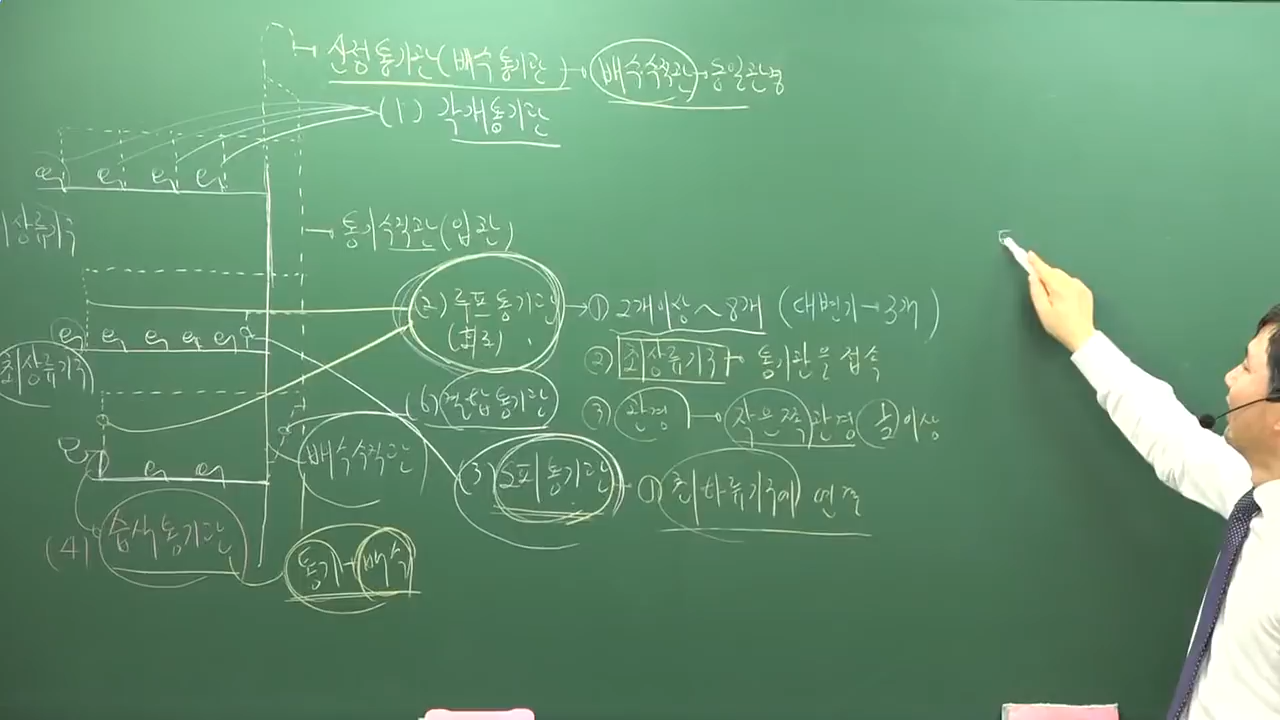 신정통기관(배수통기관) → 배수수직관 → 동일관경
(1) 각개통기관
최상류기구
통기수직관(입관)
(2) 루프통기관 → ① 2개이상~8개 (대변기→3개)
(회로)
② 최상류기구 → 통기관을 접속
최상류기구
③ 관경 → 작은쪽 관경 ½ 이상
(6) 결합통기관
배수수직관
(3) 도피통기관 → ① 최하류기구에 연결
(4) 습식통기관
통기+배수